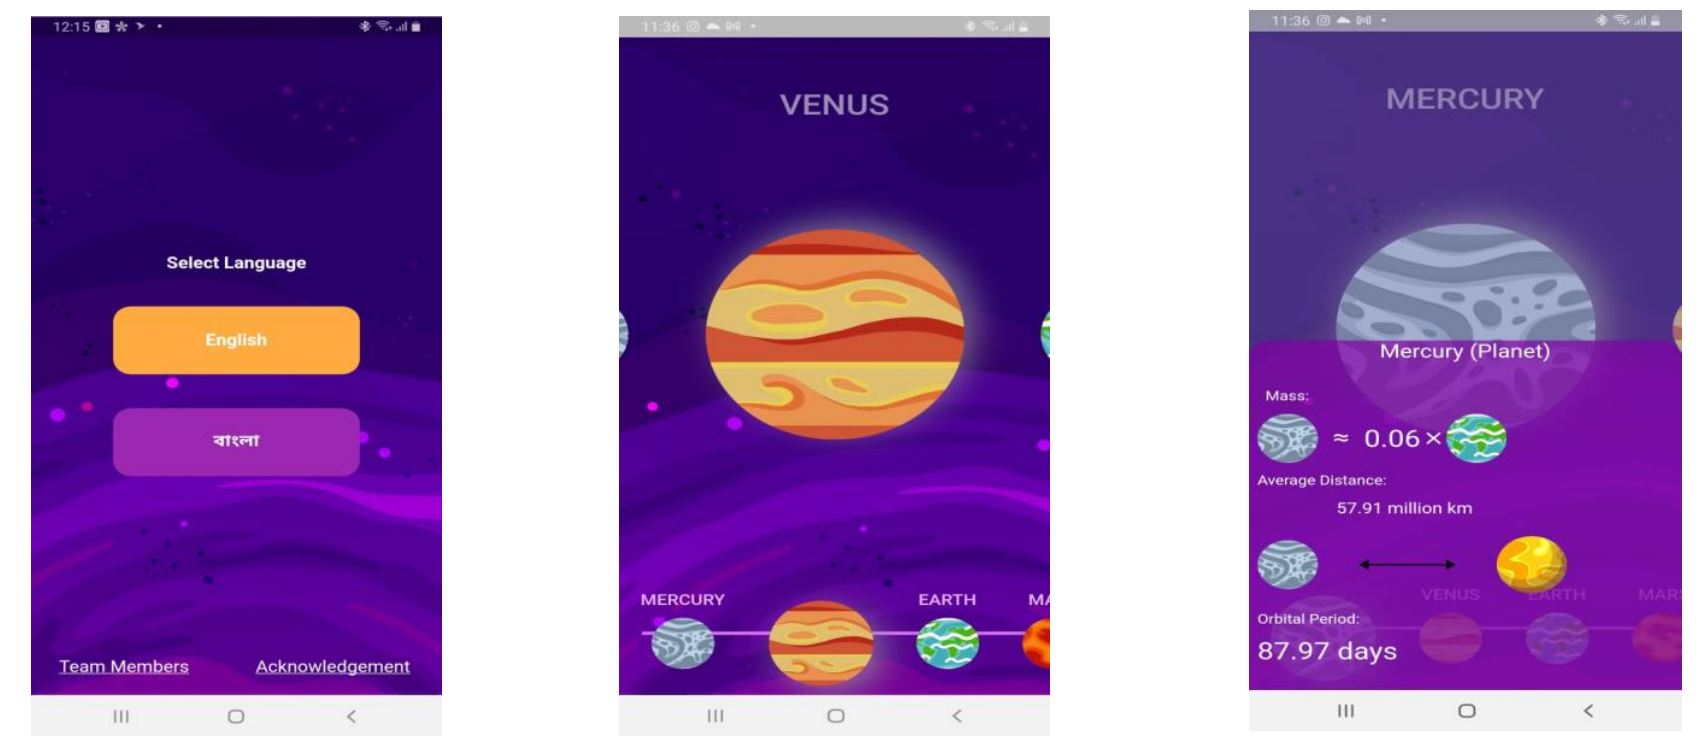 12:15
Select Language
English
বাংলা
Team Members
Acknowledgement
11:36
VENUS
MERCURY
EARTH
MA
11:36
MERCURY
Mercury (Planet)
Mass:
≈ 0.06 ×
Average Distance:
57.91 million km
VENUS
EARTH
MARS
Orbital Period:
87.97 days